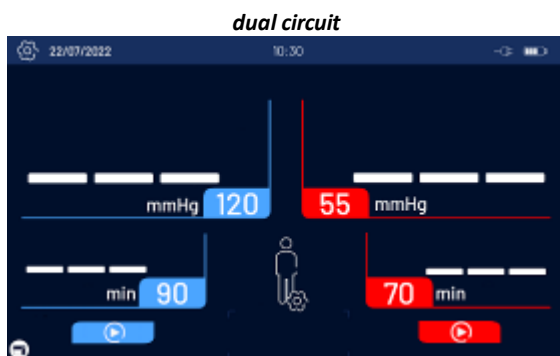 dual circuit
22/07/2022 10:30
--- ---
mmHg 120 55 mmHg
--- ---
min 90 70 min